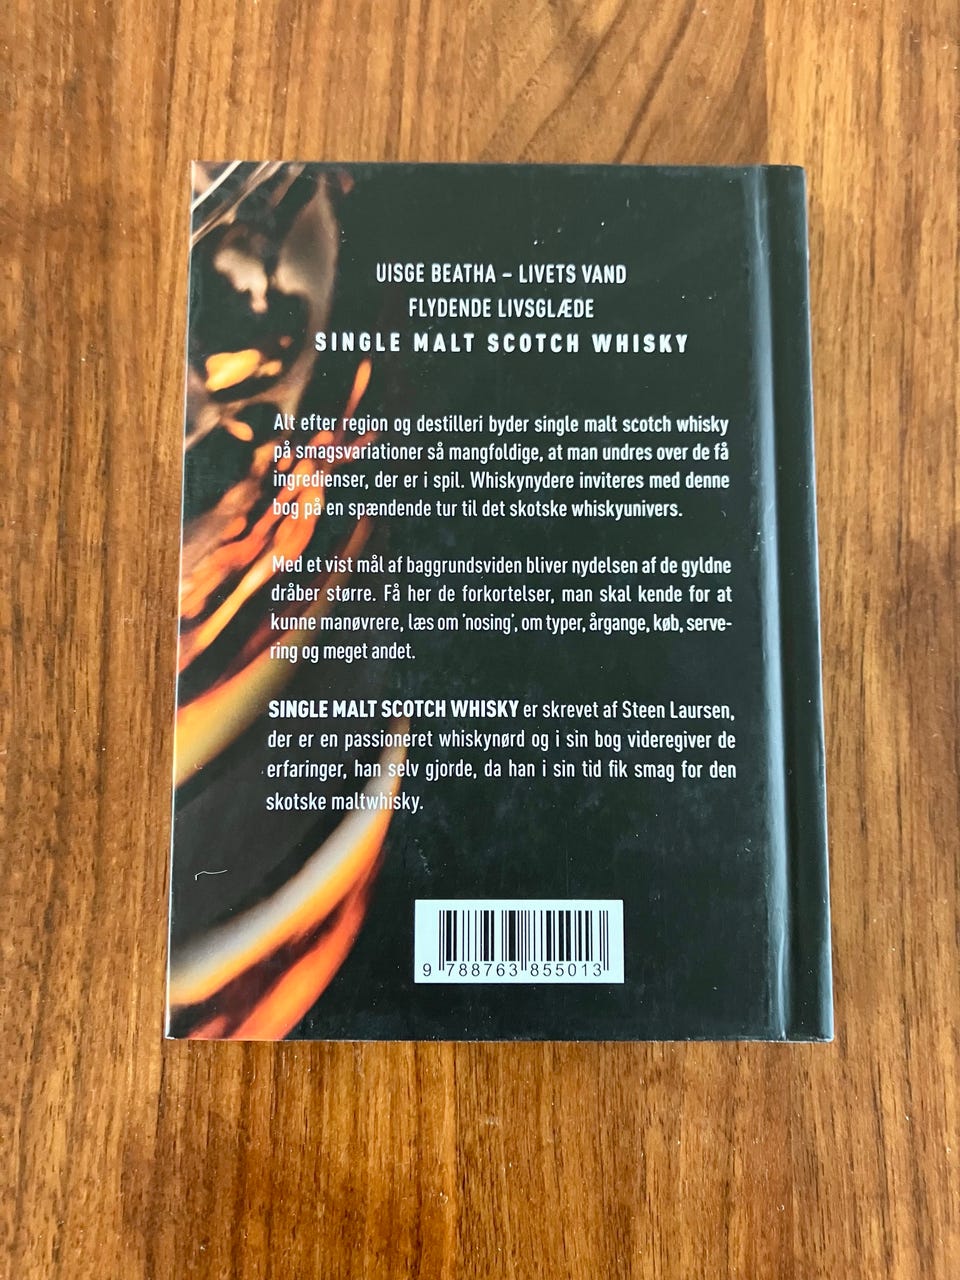 UISGE BEATHA – LIVETS VAND
FLYDENDE LIVSGLÆDE
SINGLE MALT SCOTCH WHISKY
Alt efter region og destilleri byder single malt scotch whisky
på smagsvariationer så mangfoldige, at man undres over de få
ingredienser, der er i spil. Whiskynydere inviteres med denne
bog på en spændende tur til det skotske whiskyunivers.
Med et vist mål af baggrundsviden bliver nydelsen af de gyldne
dråber større. Få her de forkortelser, man skal kende for at
kunne manøvrere, læs om 'nosing', om typer, årgange, køb, serve-
ring og meget andet.
SINGLE MALT SCOTCH WHISKY er skrevet af Steen Laursen,
der er en passioneret whiskynørd og i sin bog videregiver de
erfaringer, han selv gjorde, da han i sin tid fik smag for den
skotske maltwhisky.
9 788763 855013